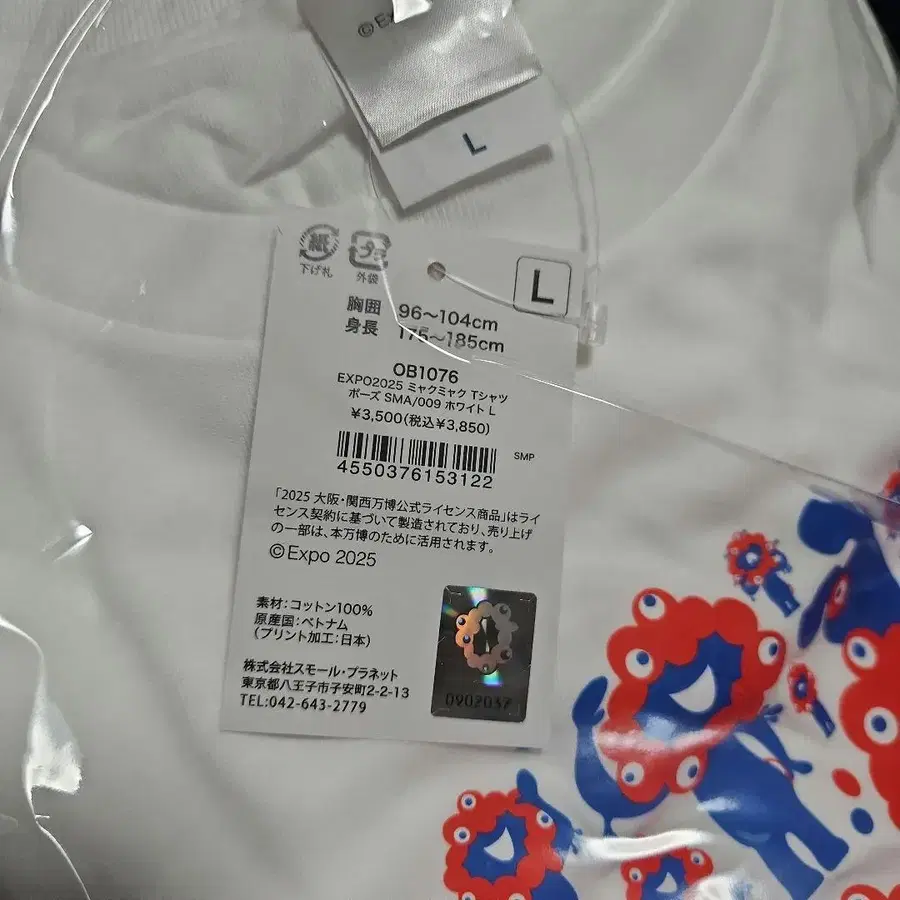 ©Ex
L
紙
下げ札
プラ
外袋
L
胸囲 96～104cm
身長 175～185cm
OB1076
EXPO2025 ミャクミャク Tシャツ
ポーズ SMA/009 ホワイト L
¥3,500(税込¥3,850)
SMP
4550376153122
「2025 大阪・関西万博公式ライセンス商品」はライ
センス契約に基づいて製造されており、売り上げ
の一部は、本万博のために活用されます。
©Expo 2025
素材：コットン100%
原産国：ベトナム
(プリント加工：日本)
株式会社スモール・プラネット
東京都八王子市子安町2-2-13
TEL:042-643-2779
0902037